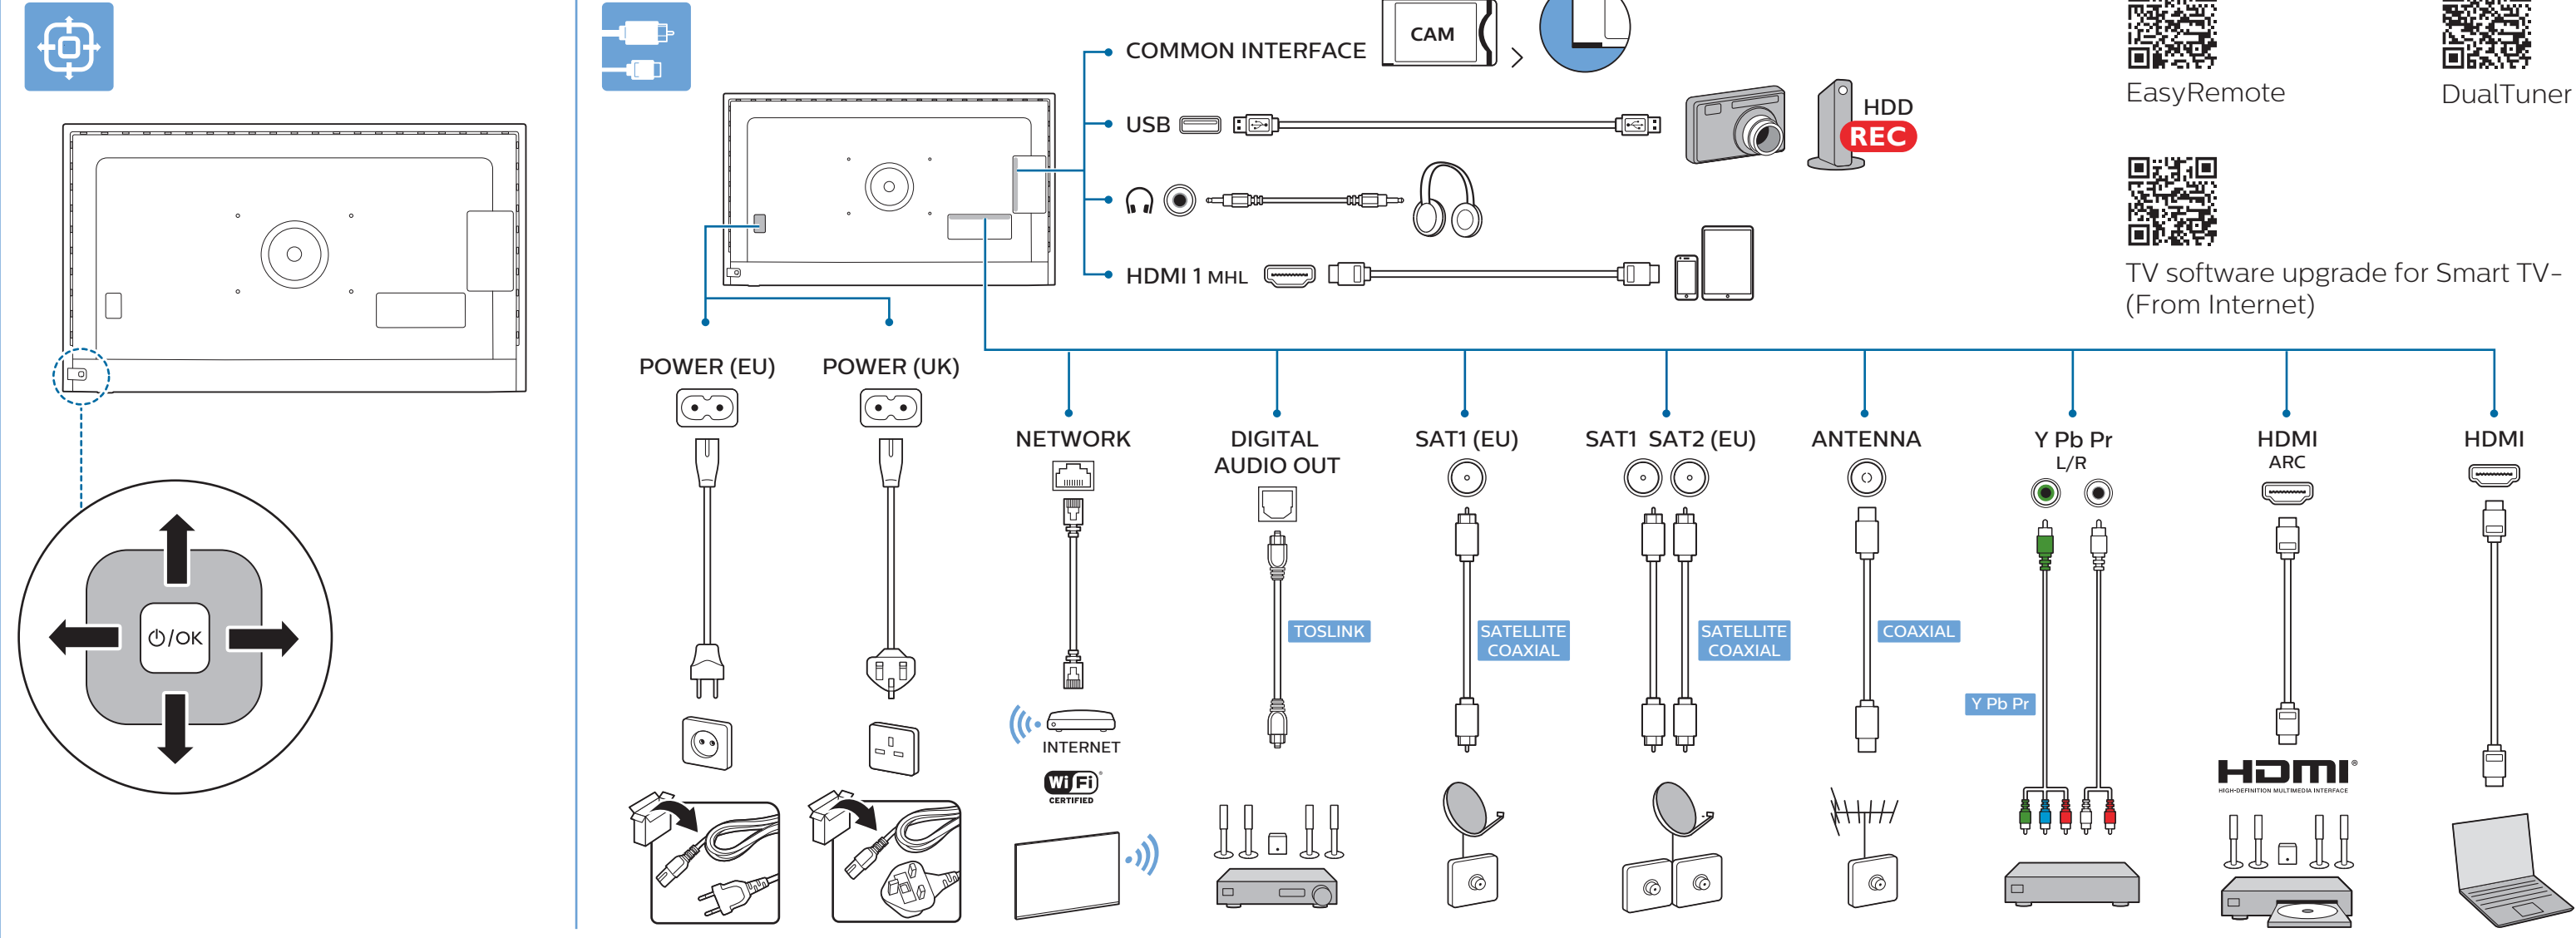 ⏻/OK
COMMON INTERFACE
CAM
USB
HDD
REC
HDMI 1 MHL
EasyRemote
DualTuner
TV software upgrade for Smart TV-
(From Internet)
POWER (EU)
POWER (UK)
NETWORK
INTERNET
Wi Fi®
CERTIFIED
DIGITAL
AUDIO OUT
TOSLINK
SAT1 (EU)
SATELLITE
COAXIAL
SAT1 SAT2 (EU)
SATELLITE
COAXIAL
ANTENNA
COAXIAL
Y Pb Pr
L/R
Y Pb Pr
HDMI
ARC
HDMI®
HIGH-DEFINITION MULTIMEDIA INTERFACE
HDMI